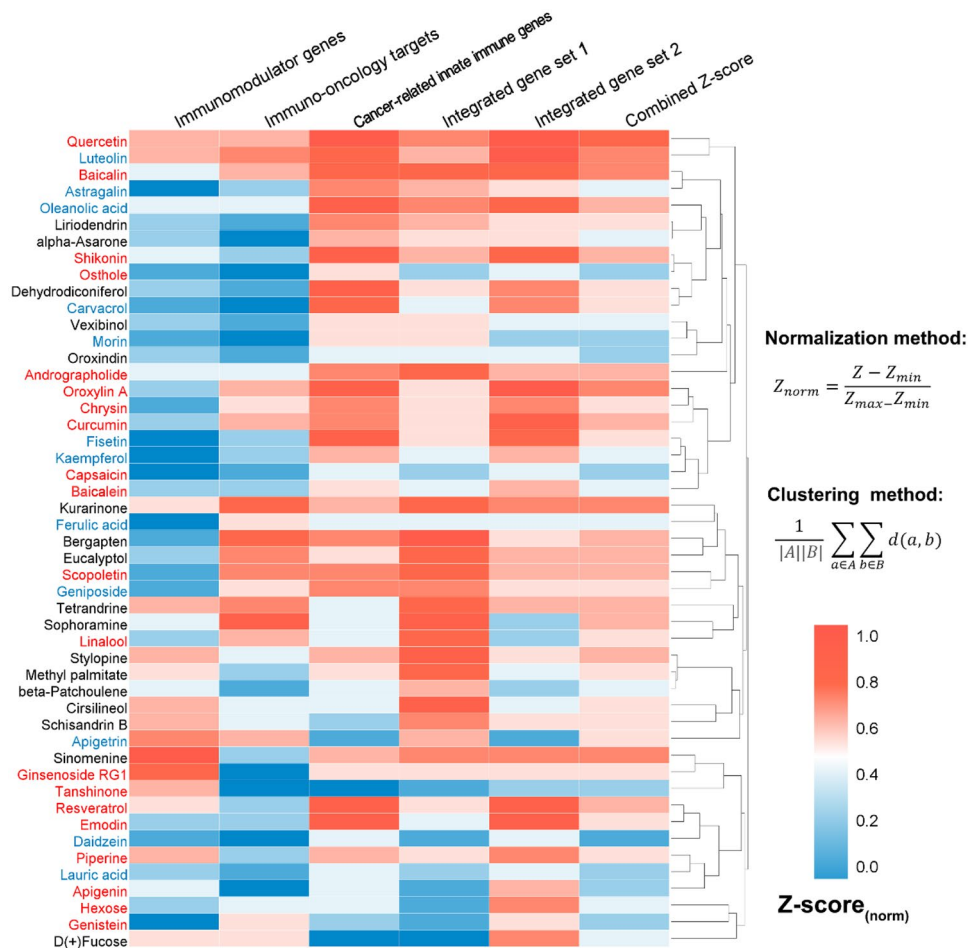 Immunomodulator genes
Immuno-oncology targets
Cancer-related innate immune genes
Integrated gene set 1
Integrated gene set 2
Combined Z-score
Quercetin
Luteolin
Baicalin
Astragalin
Oleanolic acid
Liriodendrin
alpha-Asarone
Shikonin
Osthole
Dehydrodiconiferol
Carvacrol
Vexibinol
Morin
Oroxindin
Andrographolide
Oroxylin A
Chrysin
Curcumin
Fisetin
Kaempferol
Capsaicin
Baicalein
Kurarinone
Ferulic acid
Bergapten
Eucalyptol
Scopoletin
Geniposide
Tetrandrine
Sophoramine
Linalool
Stylopine
Methyl palmitate
beta-Patchoulene
Cirsilineol
Schisandrin B
Apigetrin
Sinomenine
Ginsenoside RG1
Tanshinone
Resveratrol
Emodin
Daidzein
Piperine
Lauric acid
Apigenin
Hexose
Genistein
D(+)Fucose
Normalization method:
Z_{norm} = \frac{Z - Z_{min}}{Z_{max-}Z_{min}}
Clustering method:
\frac{1}{|A||B|} \sum_{a \in A} \sum_{b \in B} d(a, b)
1.0
0.8
0.6
0.4
0.2
0.0
Z-score(norm)